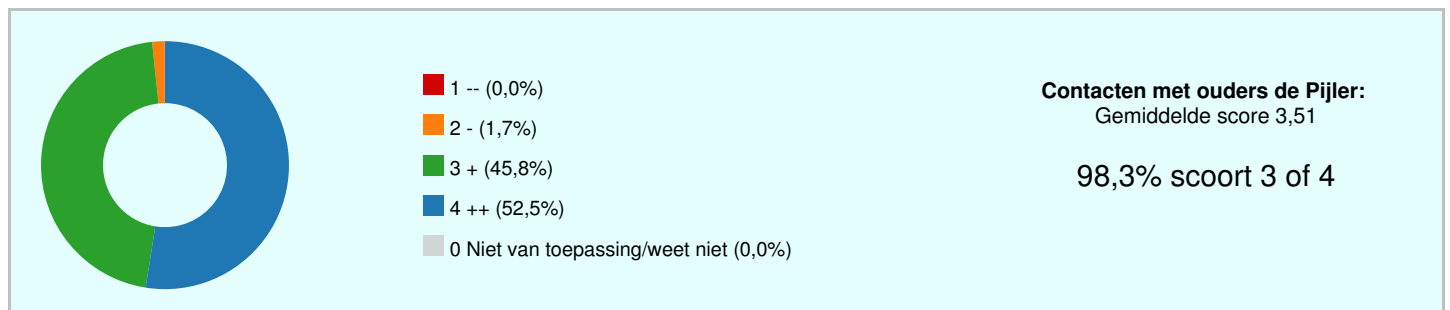 1 -- (0,0%)
2 - (1,7%)
3 + (45,8%)
4 ++ (52,5%)
0 Niet van toepassing/weet niet (0,0%)
Contacten met ouders de Pijler:
Gemiddelde score 3,51
98,3% scoort 3 of 4